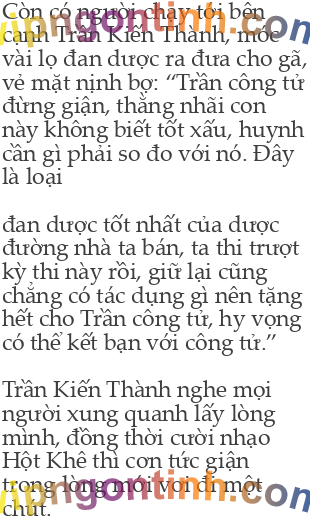 Còn có người chạy tới bên
cạnh Trần Kiến Thành, móc
vài lọ đan dược ra đưa cho gã,
vẻ mặt nịnh bợ: “Trần công tử
đừng giận, thằng nhãi con
này không biết tốt xấu, huynh
cần gì phải so đo với nó. Đây
là loại
đan dược tốt nhất của dược
đường nhà ta bán, ta thi trượt
kỳ thi này rồi, giữ lại cũng
chẳng có tác dụng gì nên tặng
hết cho Trần công tử, hy vọng
có thể kết bạn với công tử.”
Trần Kiến Thành nghe mọi
người xung quanh lấy lòng
mình, đồng thời cười nhạo
Hột Khê thì cơn tức giận
trong lòng mới vơi đi một
chút.
vipngontinh.com
vipngontinh.com